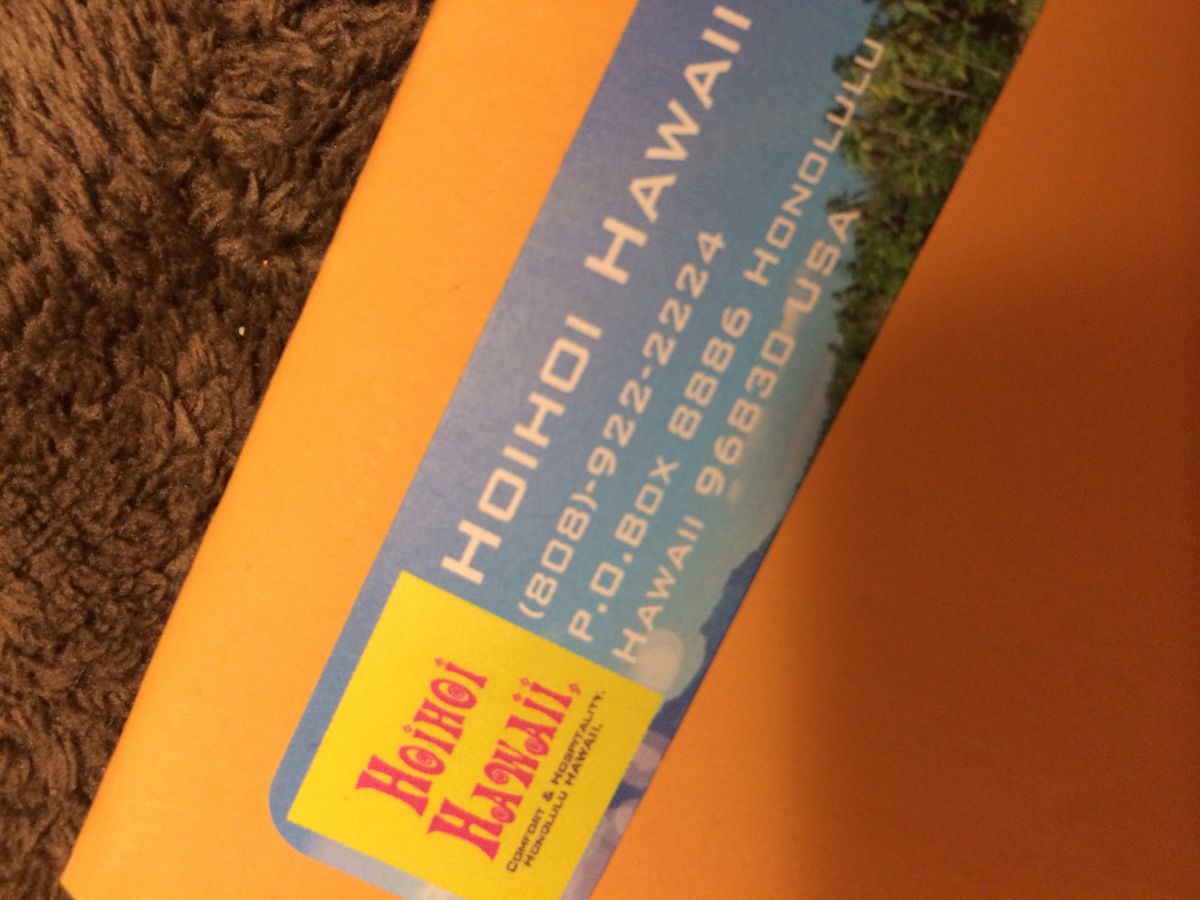 HOIHOI HAWAII
(808)-922-2224
P.O.BOX 8886 HONOLULU
HAWAII 96830 USA
HOIHOI
HAWAII,
COMFORT & HOSPITALITY.
HONOLULU HAWAII.